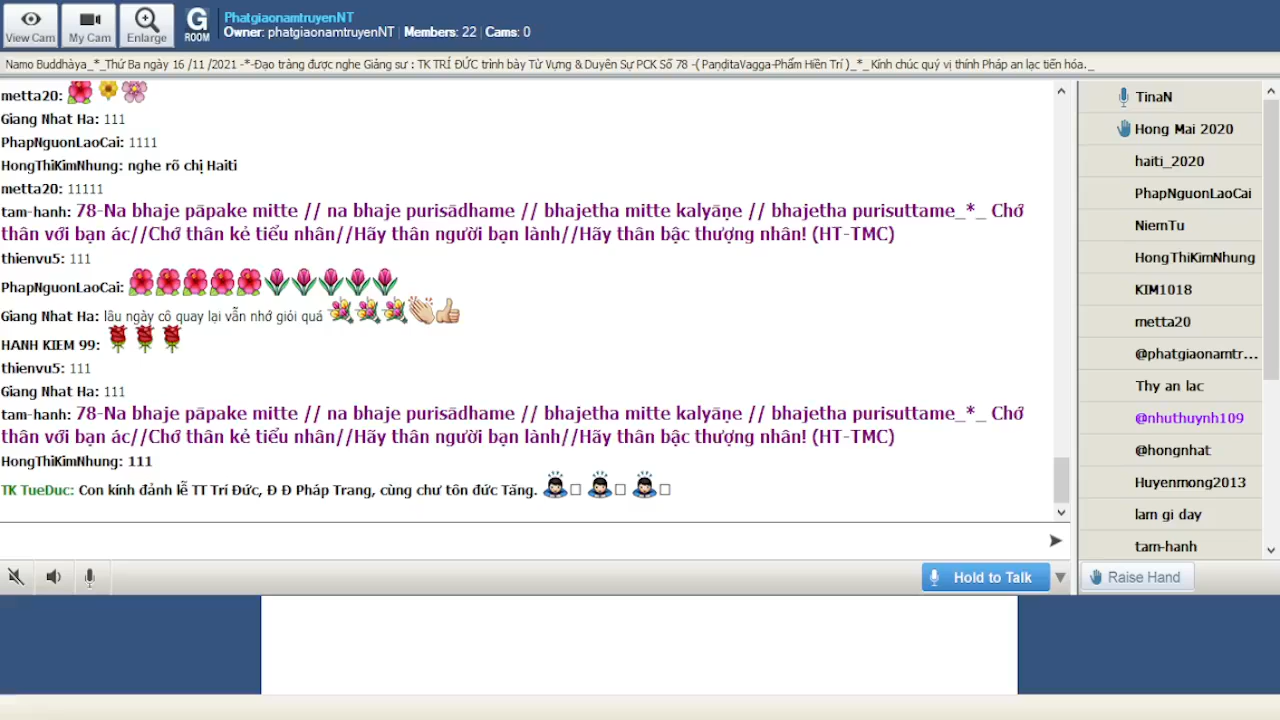 View Cam
My Cam
Enlarge
G
ROOM
PhatgiaonamtruyenNT
Owner: phatgiaonamtruyenNT | Members: 22 | Cams: 0
Namo Buddhàya_*_Thứ Ba ngày 16 /11 /2021 -*-Đạo tràng được nghe Giảng sư : TK TRÍ ĐỨC trình bày Từ Vựng & Duyên Sự PCK Số 78 -( PaṇḍitaVagga-Phẩm Hiền Trí )_*_ Kính chúc quý vị thính Pháp an lạc tiến hóa._
metta20:
Giang Nhat Ha: 111
PhapNguonLaoCai: 1111
HongThiKimNhung: nghe rõ chị Haiti
metta20: 11111
tam-hanh: 78-Na bhaje pāpake mitte // na bhaje purisādhame // bhajetha mitte kalyāṇe // bhajetha purisuttame_*_ Chớ
thân với bạn ác//Chớ thân kẻ tiểu nhân//Hãy thân người bạn lành//Hãy thân bậc thượng nhân! (HT-TMC)
thienvu5: 111
PhapNguonLaoCai:
Giang Nhat Ha: lâu ngày cô quay lại vẫn nhớ giỏi quá
HANH KIEM 99:
thienvu5: 111
Giang Nhat Ha: 111
tam-hanh: 78-Na bhaje pāpake mitte // na bhaje purisādhame // bhajetha mitte kalyāṇe // bhajetha purisuttame_*_ Chớ
thân với bạn ác//Chớ thân kẻ tiểu nhân//Hãy thân người bạn lành//Hãy thân bậc thượng nhân! (HT-TMC)
HongThiKimNhung: 111
TK TueDuc: Con kính đảnh lễ TT Trí Đức, Đ Đ Pháp Trang, cùng chư tôn đức Tăng.
Hold to Talk
TinaN
Hong Mai 2020
haiti_2020
PhapNguonLaoCai
NiemTu
HongThiKimNhung
KIM1018
metta20
@phatgiaonamtr...
Thy an lac
@nhuthuynh109
@hongnhat
Huyenmong2013
lam gi day
tam-hanh
Raise Hand